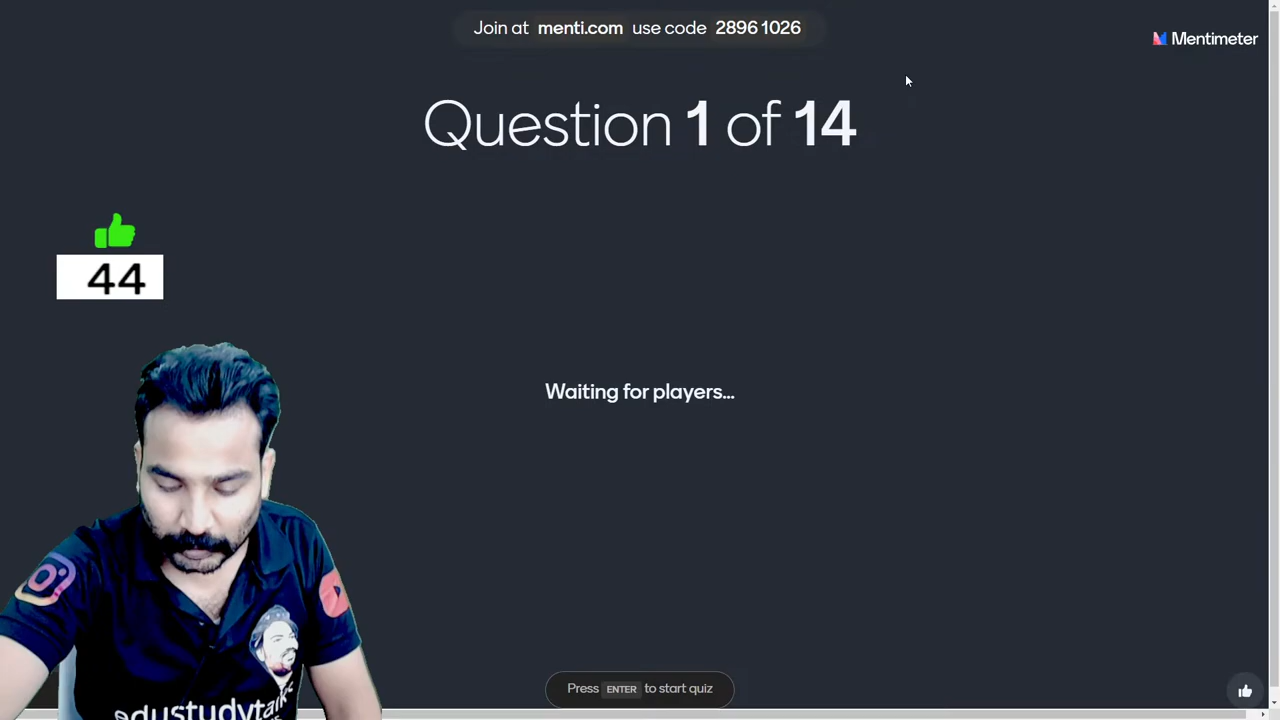 Join at menti.com use code 2896 1026
Mentimeter
Question 1 of 14
44
Waiting for players...
edustudytalk
Press ENTER to start quiz